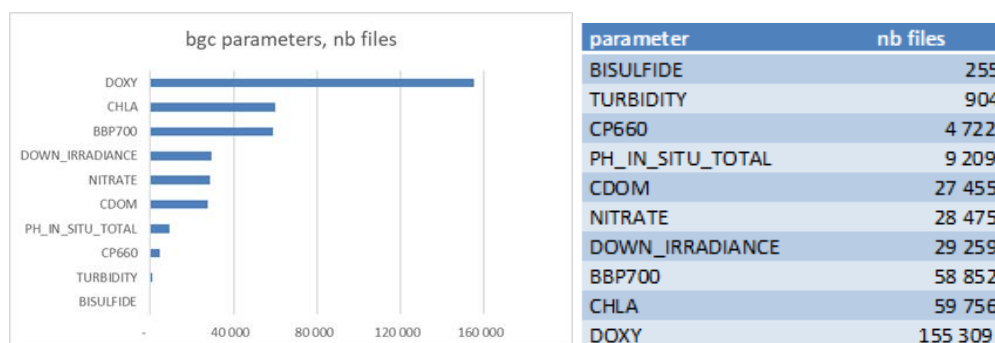 bgc parameters, nb files
DOXY
CHLA
BBP700
DOWN_IRRADIANCE
NITRATE
CDOM
PH_IN_SITU_TOTAL
CP660
TURBIDITY
BISULFIDE
- 40 000 80 000 120 000 160 000
parameter nb files
BISULFIDE 255
TURBIDITY 904
CP660 4 722
PH_IN_SITU_TOTAL 9 209
CDOM 27 455
NITRATE 28 475
DOWN_IRRADIANCE 29 259
BBP700 58 852
CHLA 59 756
DOXY 155 309